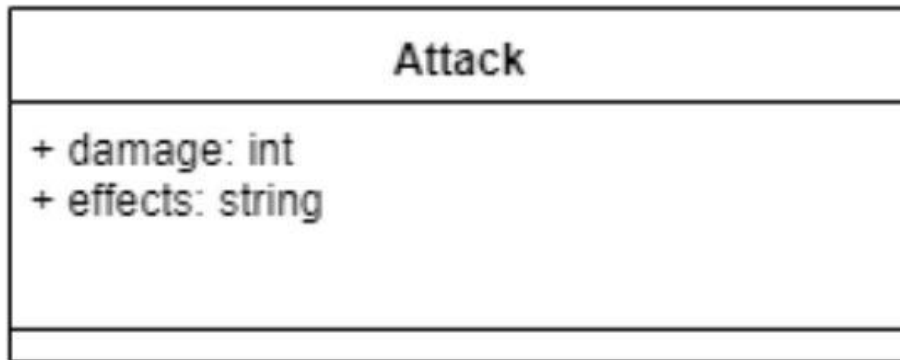 Attack
+ damage: int
+ effects: string